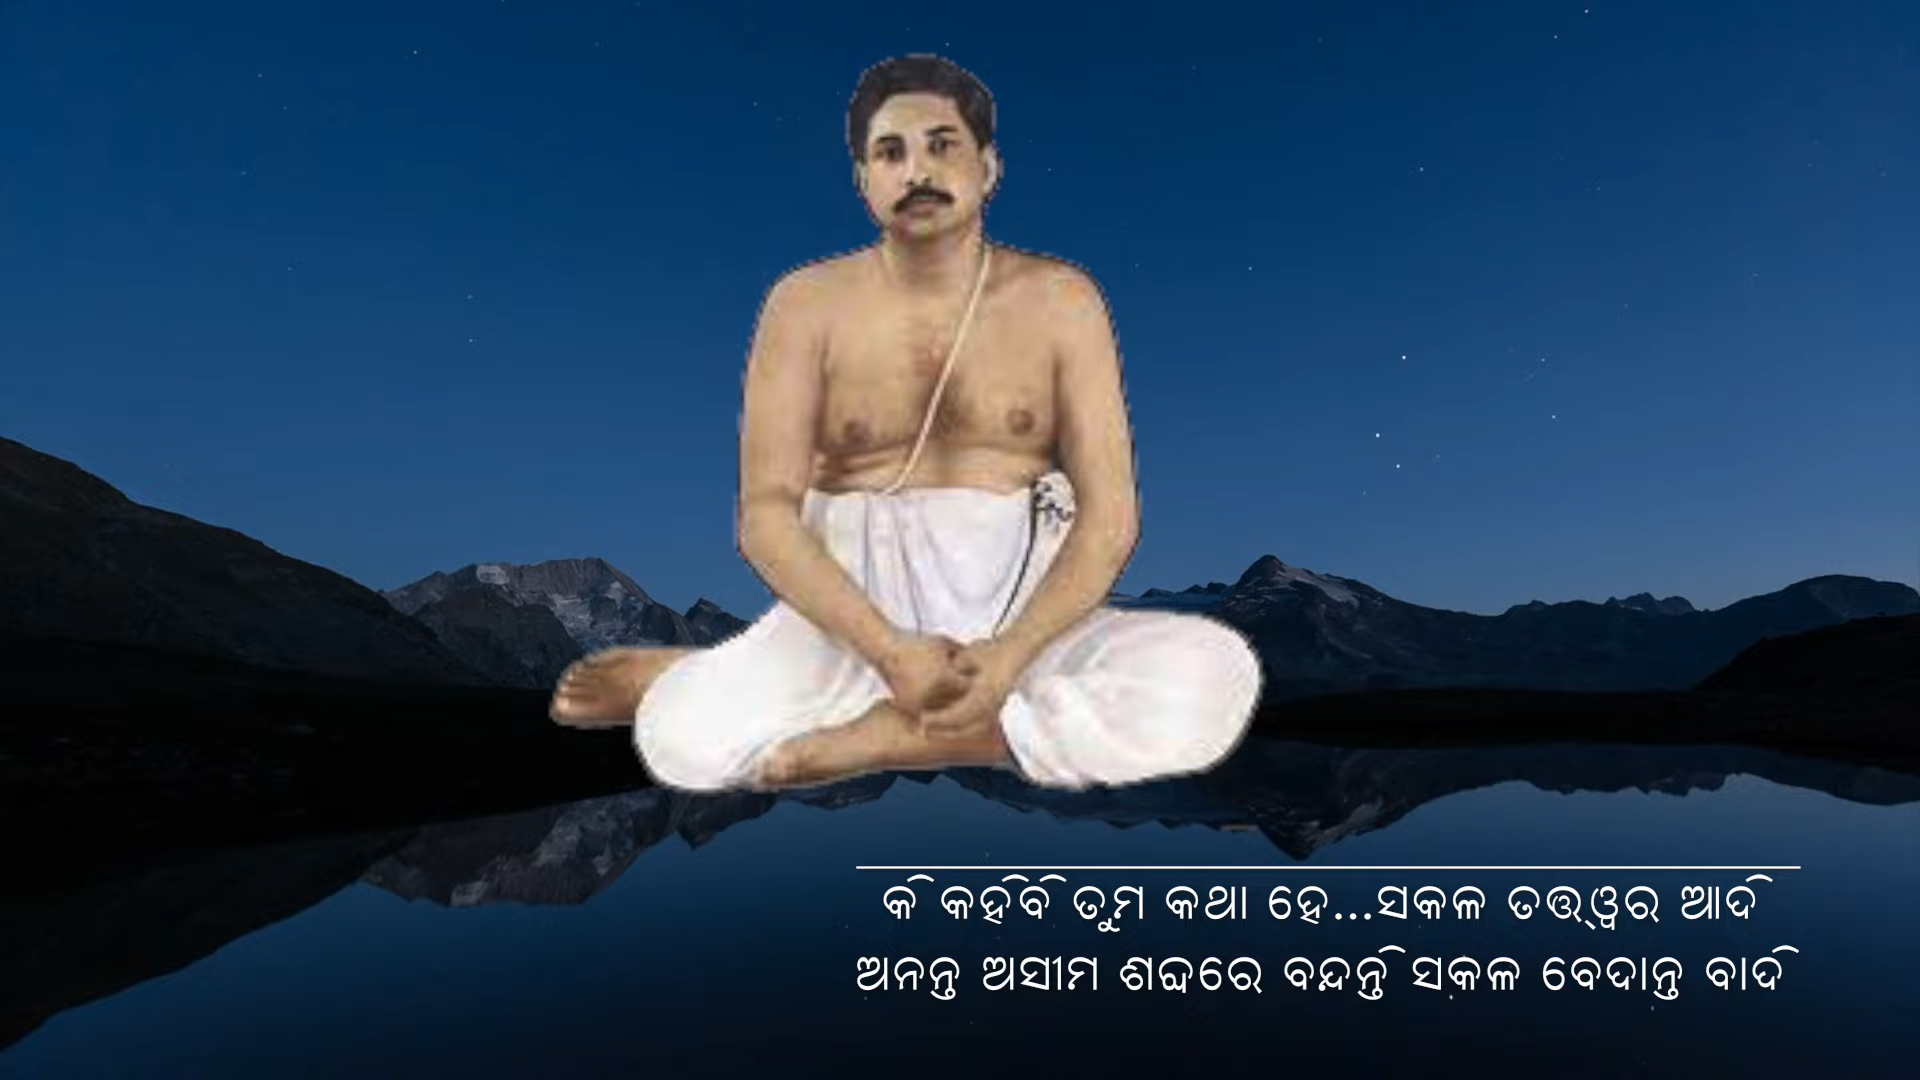 କି କହିବି ତୁମ କଥା ହେ...ସକଳ ତତ୍ତ୍ୱର ଆଦି
ଅନନ୍ତ ଅସୀମ ଶବ୍ଦରେ ବନ୍ଦନ୍ତି ସକଳ ବେଦାନ୍ତ ବାଦି